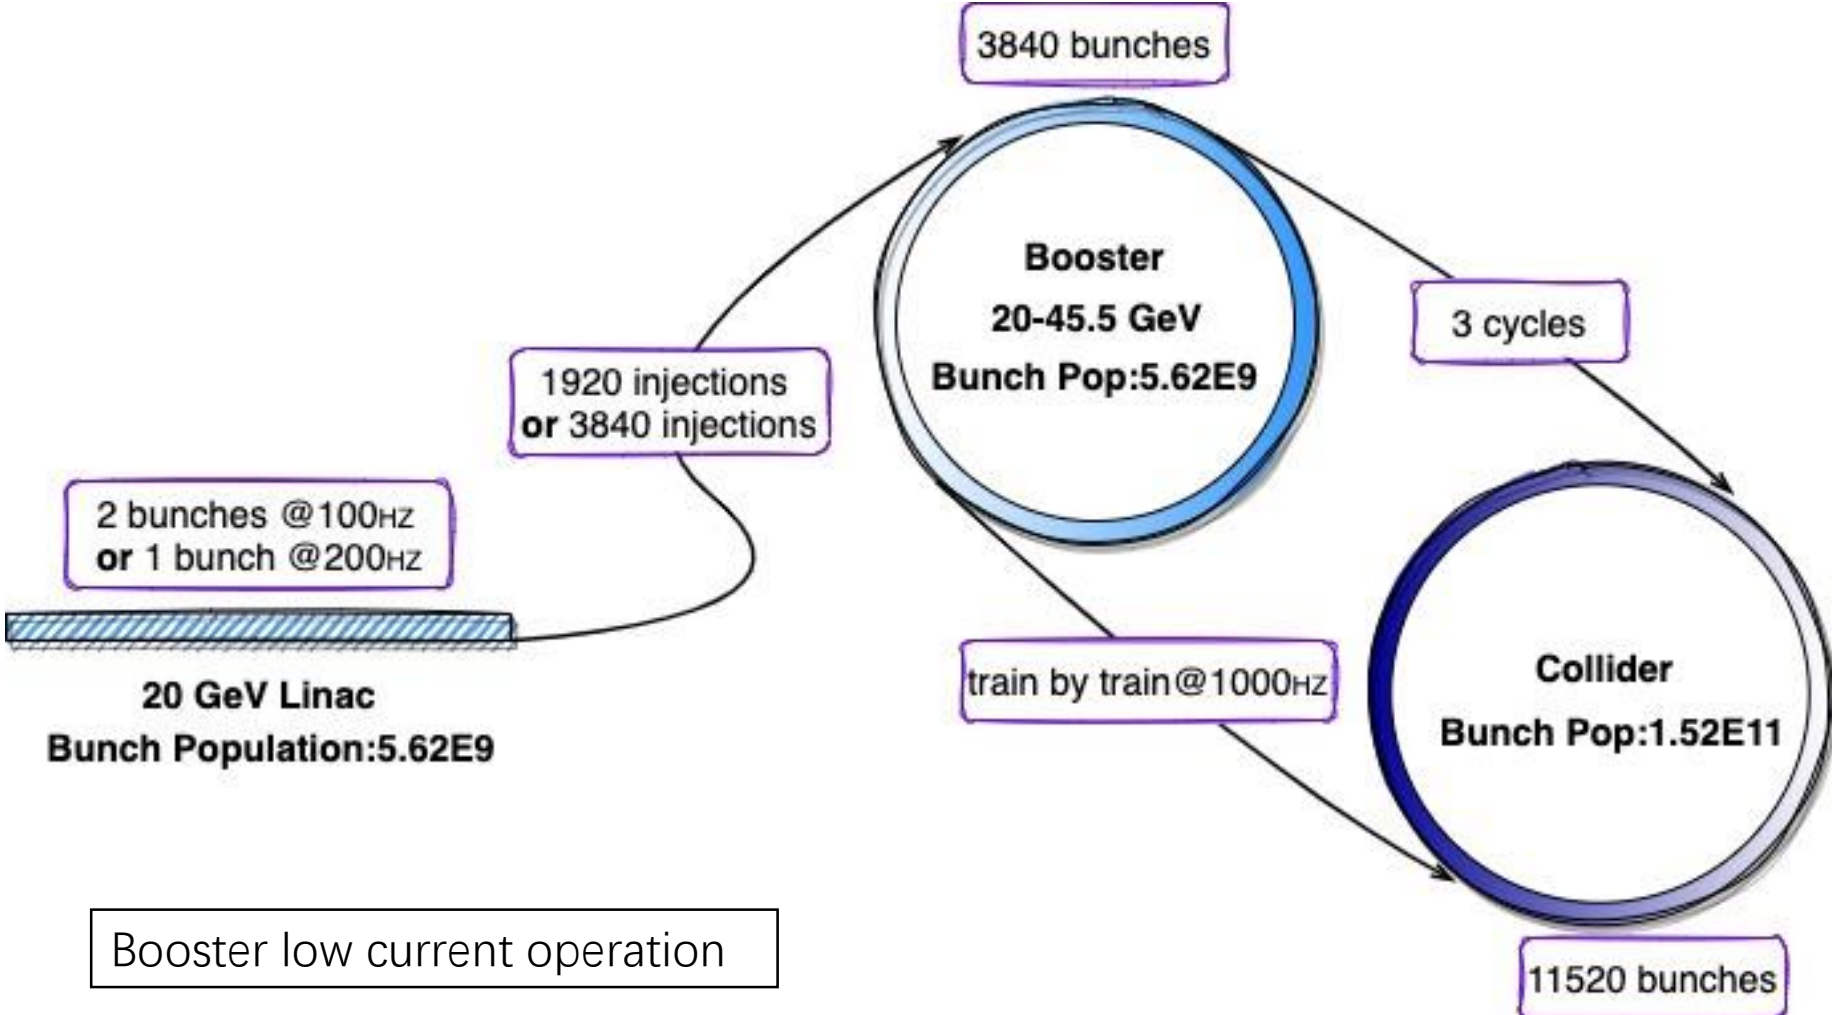 3840 bunches
Booster
20-45.5 GeV
Bunch Pop:5.62E9
3 cycles
1920 injections
or 3840 injections
2 bunches @100HZ
or 1 bunch @200HZ
20 GeV Linac
Bunch Population:5.62E9
train by train@1000HZ
Collider
Bunch Pop:1.52E11
11520 bunches
Booster low current operation